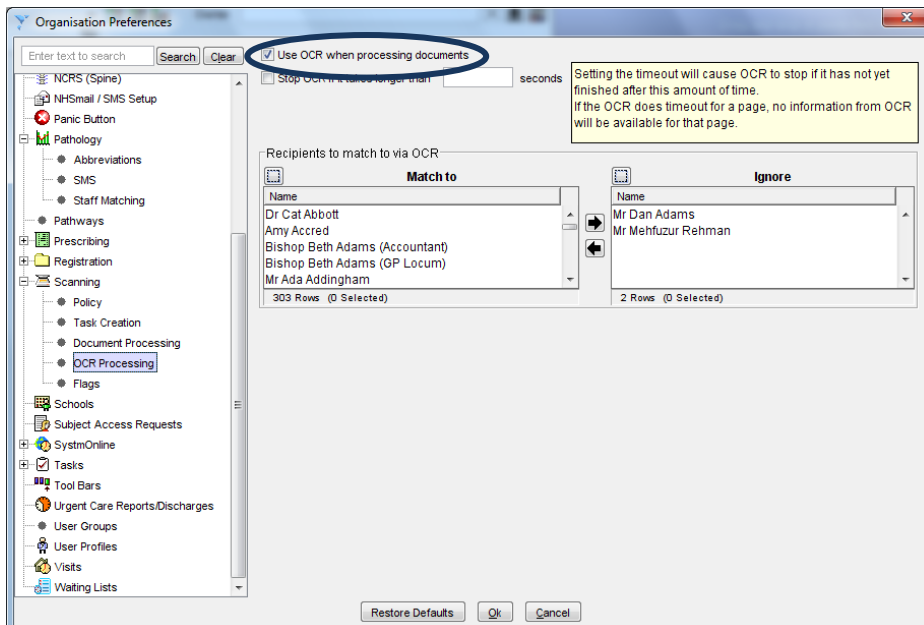 Organisation Preferences
Enter text to search
Search
Clear
NCRS (Spine)
NHSmail / SMS Setup
Panic Button
Pathology
Abbreviations
SMS
Staff Matching
Pathways
Prescribing
Registration
Scanning
Policy
Task Creation
Document Processing
OCR Processing
Flags
Schools
Subject Access Requests
SystmOnline
Tasks
Tool Bars
Urgent Care Reports/Discharges
User Groups
User Profiles
Visits
Waiting Lists
Use OCR when processing documents
Stop OCR if it takes longer than seconds
Setting the timeout will cause OCR to stop if it has not yet
finished after this amount of time.
If the OCR does timeout for a page, no information from OCR
will be available for that page.
Recipients to match to via OCR
Match to
Name
Dr Cat Abbott
Amy Accred
Bishop Beth Adams (Accountant)
Bishop Beth Adams (GP Locum)
Mr Ada Addingham
303 Rows (0 Selected)
Ignore
Name
Mr Dan Adams
Mr Mehfuzur Rehman
2 Rows (0 Selected)
Restore Defaults
Ok
Cancel